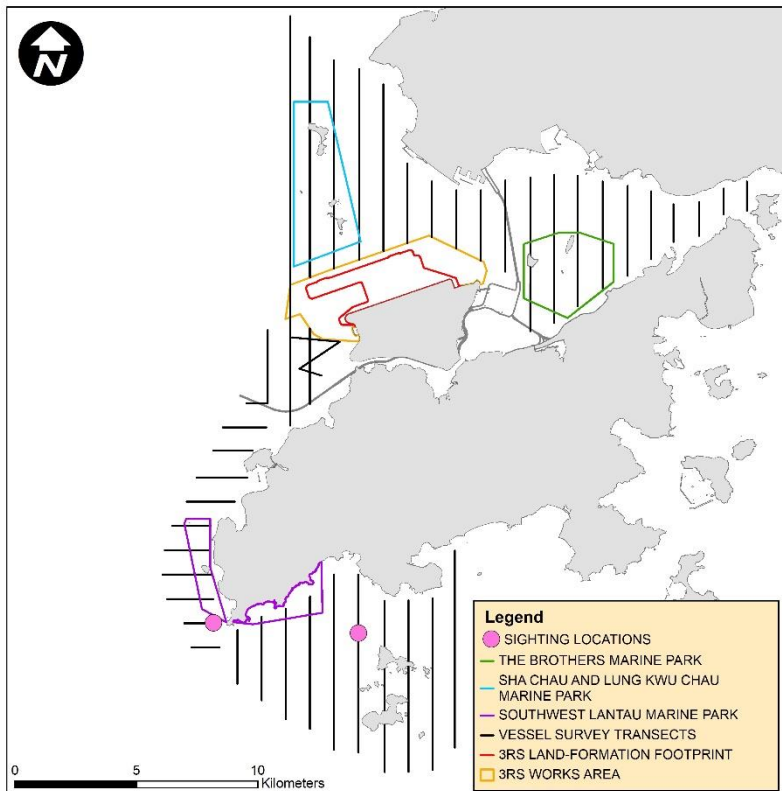 N
Legend
SIGHTING LOCATIONS
THE BROTHERS MARINE PARK
SHA CHAU AND LUNG KWU CHAU
MARINE PARK
SOUTHWEST LANTAU MARINE PARK
VESSEL SURVEY TRANSECTS
3RS LAND-FORMATION FOOTPRINT
3RS WORKS AREA
0 5 10
Kilometers